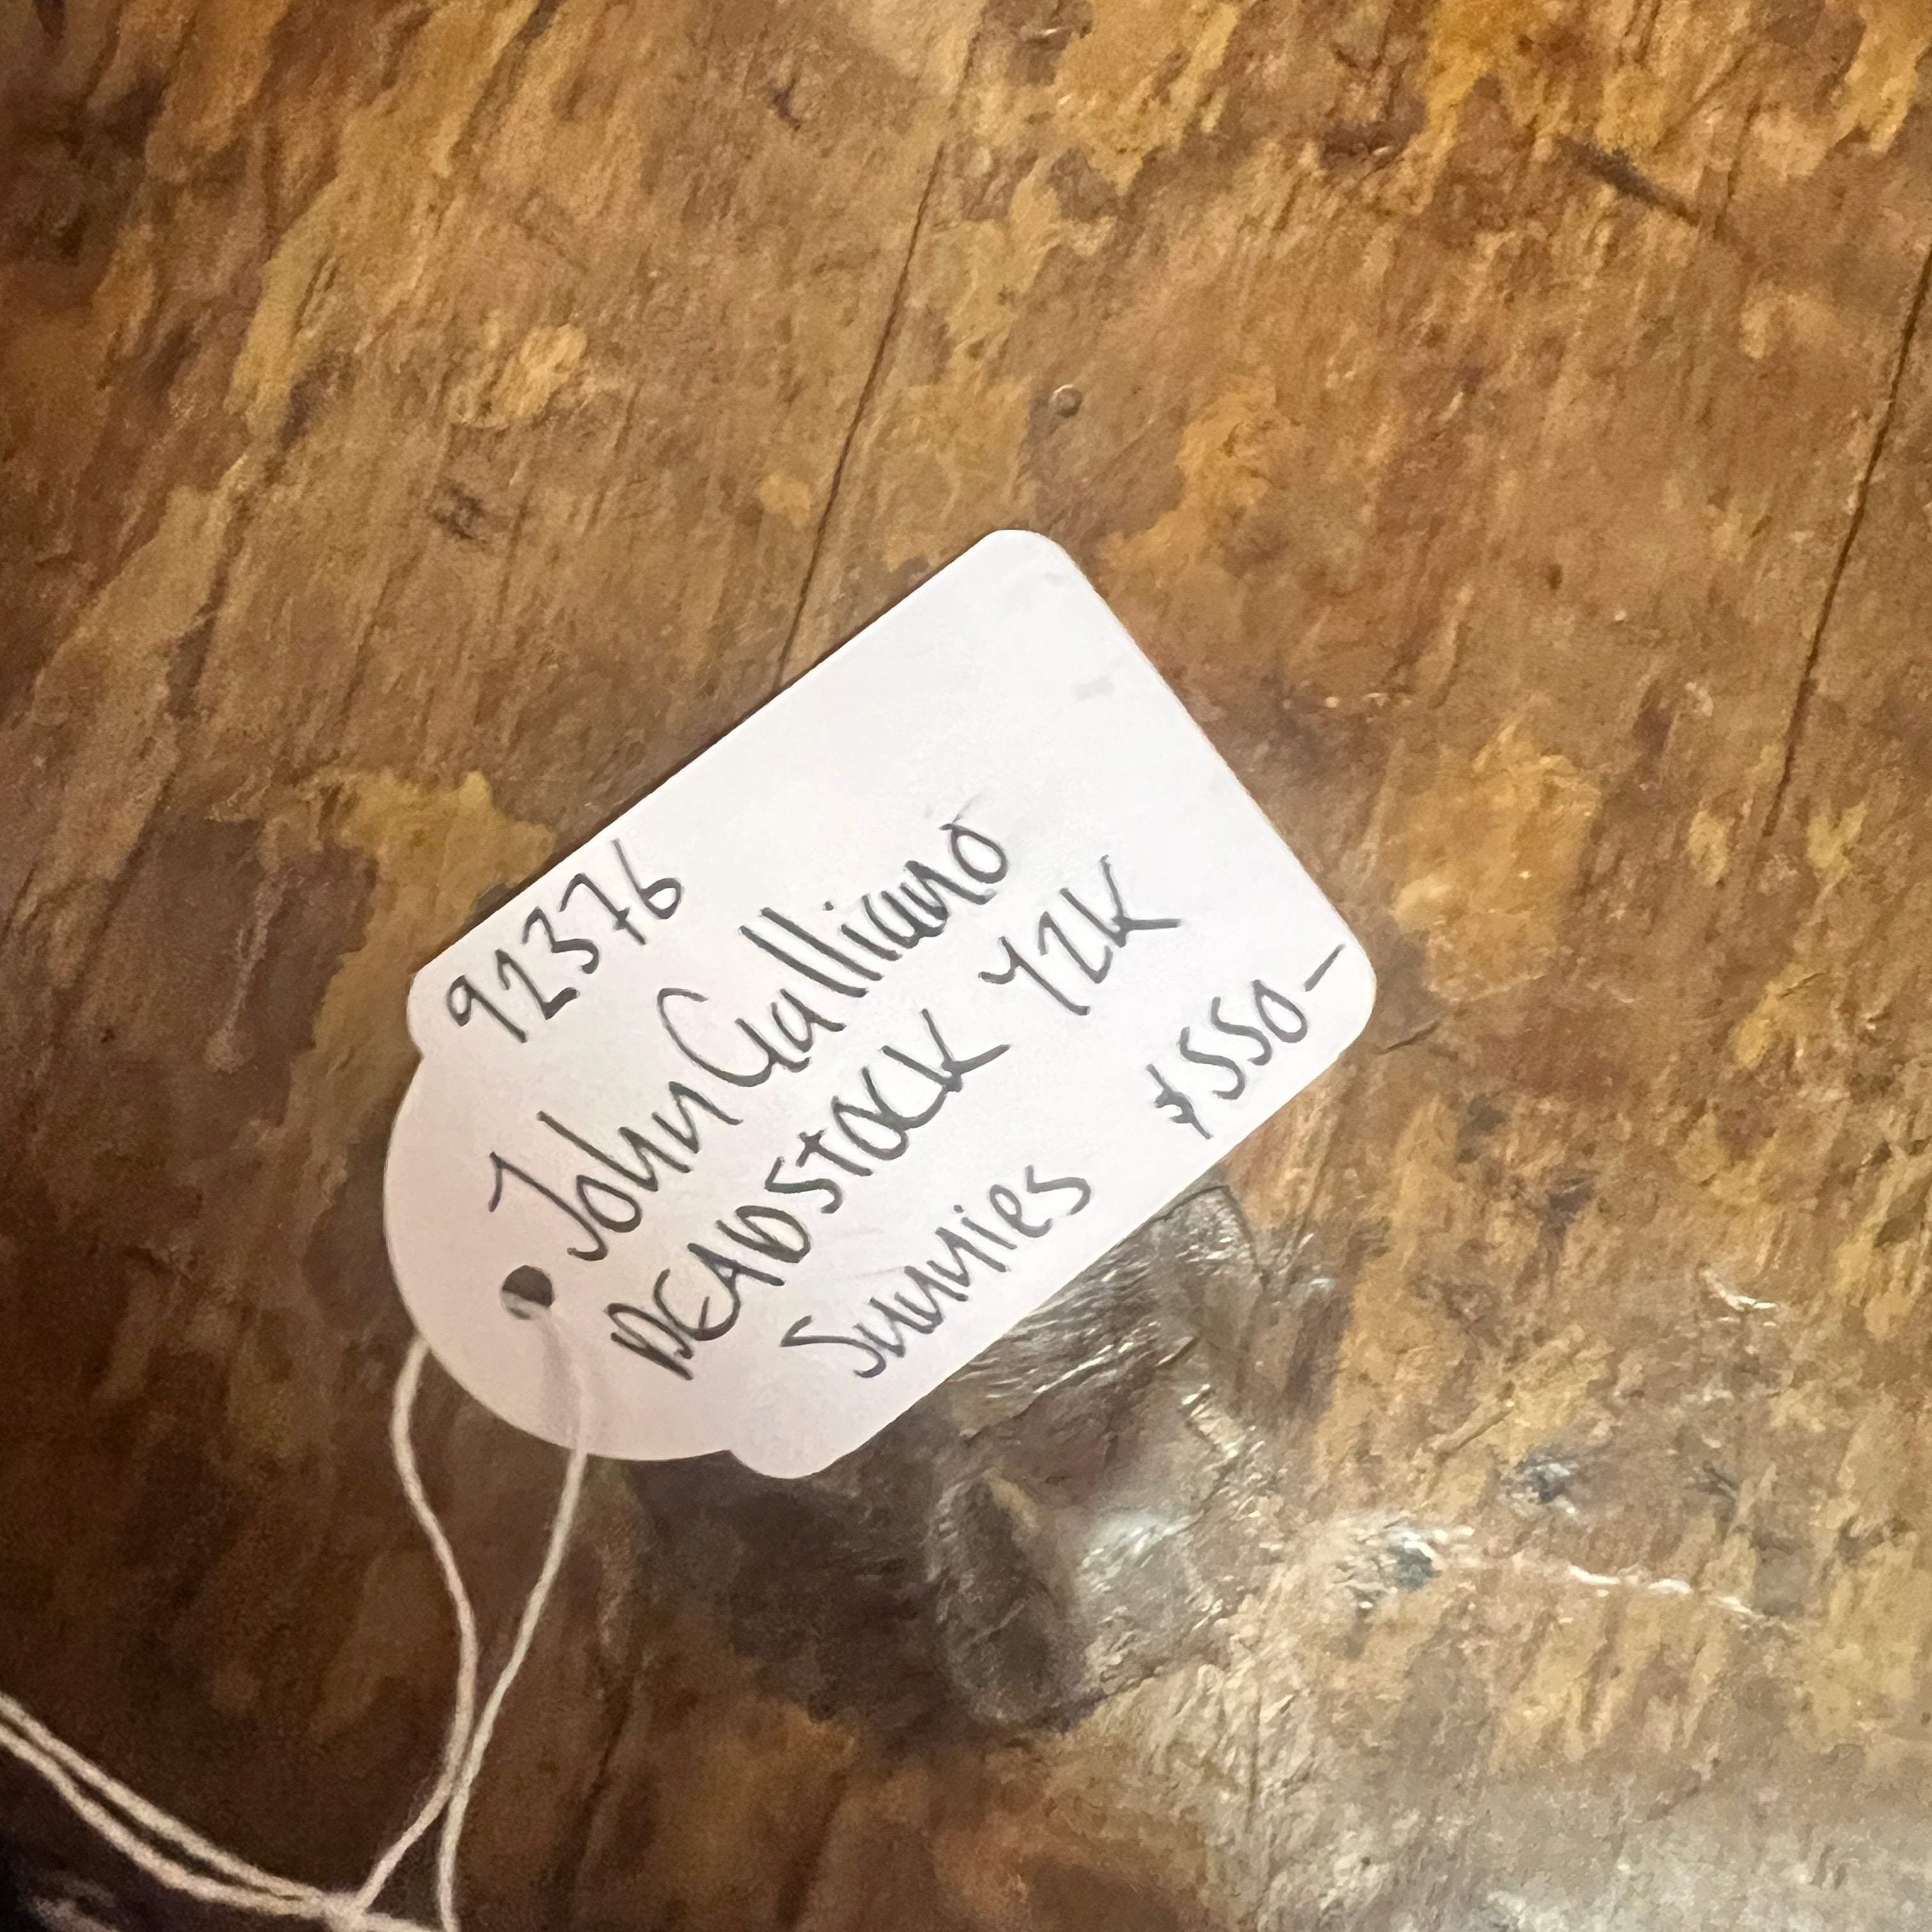 92376
John Galliano
DEADSTOCK Y2K
Sunnies
$550-